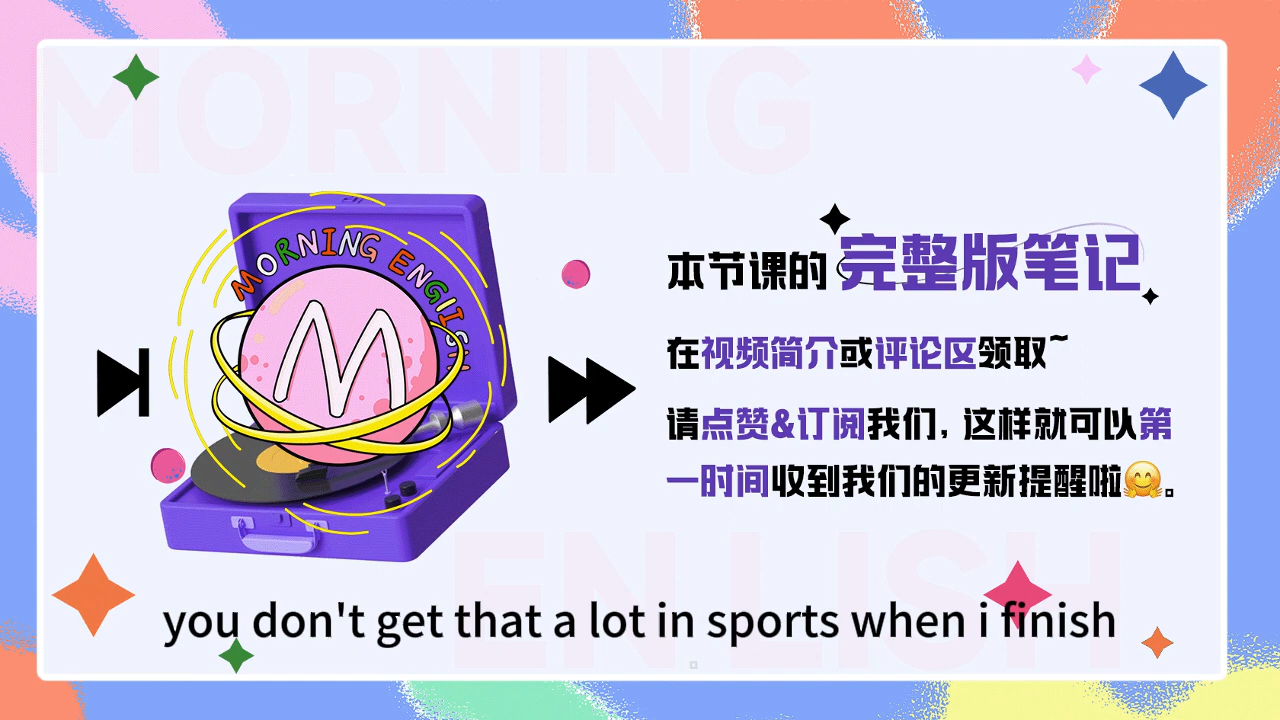 MORNING
MORNING ENGlISH
M
本节课的 完整版笔记
在视频简介或评论区领取~
请点赞&订阅我们,这样就可以第
一时间收到我们的更新提醒啦🤗。
EN LISH
you don't get that a lot in sports when i finish